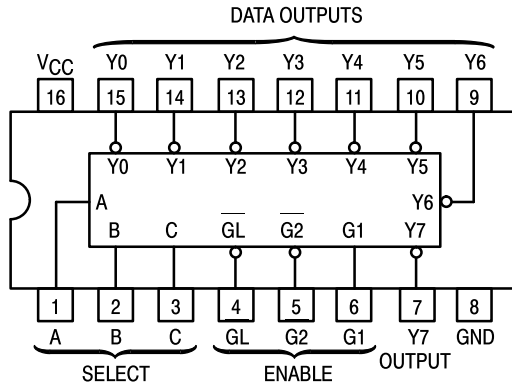 DATA OUTPUTS
VCC Y0 Y1 Y2 Y3 Y4 Y5 Y6
16 15 14 13 12 11 10 9
Y0 Y1 Y2 Y3 Y4 Y5
A Y6
B C GL G2 G1 Y7
1 2 3 4 5 6 7 8
A B C GL G2 G1 Y7 GND
SELECT ENABLE OUTPUT